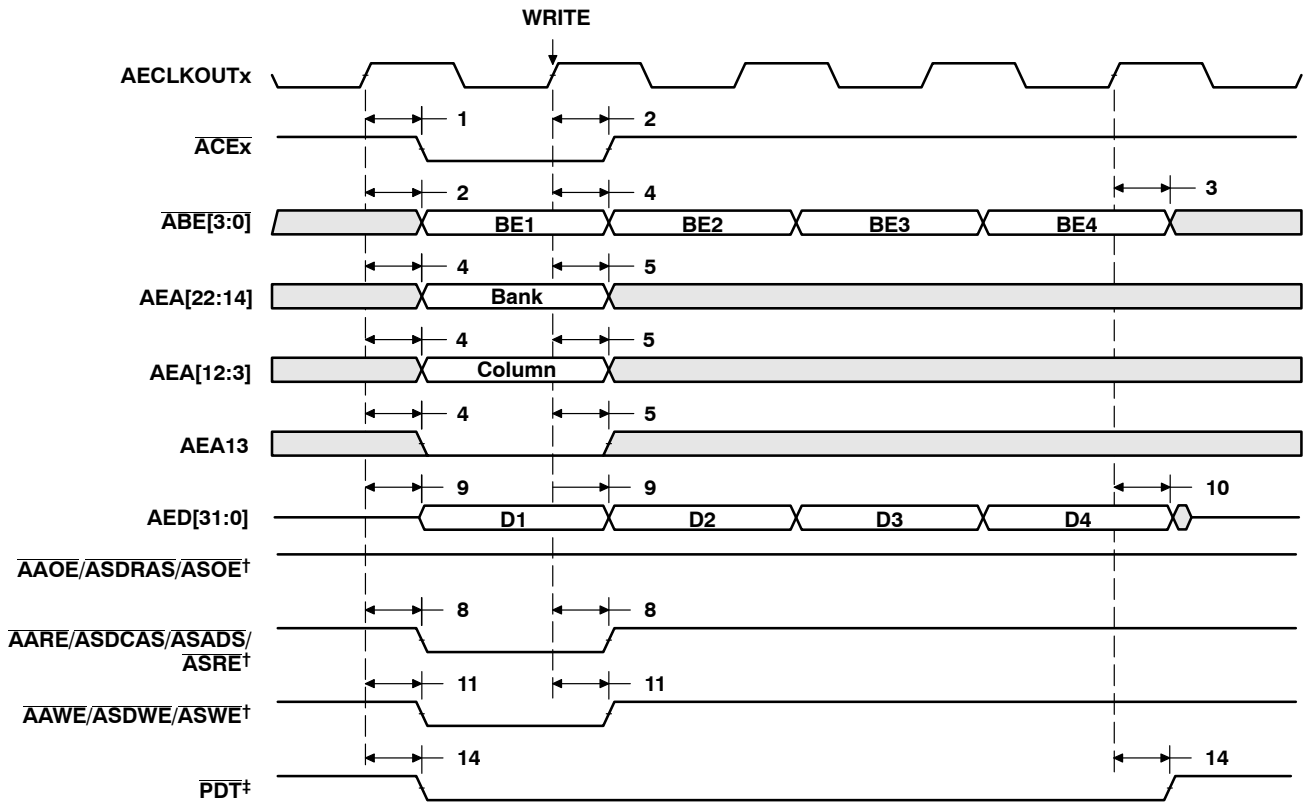 WRITE
AECLKOUTx
1 2
ACEx
2 4 3
ABE[3:0] BE1 BE2 BE3 BE4
4 5
AEA[22:14] Bank
4 5
AEA[12:3] Column
4 5
AEA13
9 9 10
AED[31:0] D1 D2 D3 D4
AAOE/ASDRAS/ASOE†
8 8
AARE/ASDCAS/ASADS/
ASRE†
11 11
AAWE/ASDWE/ASWE†
14 14
PDT‡